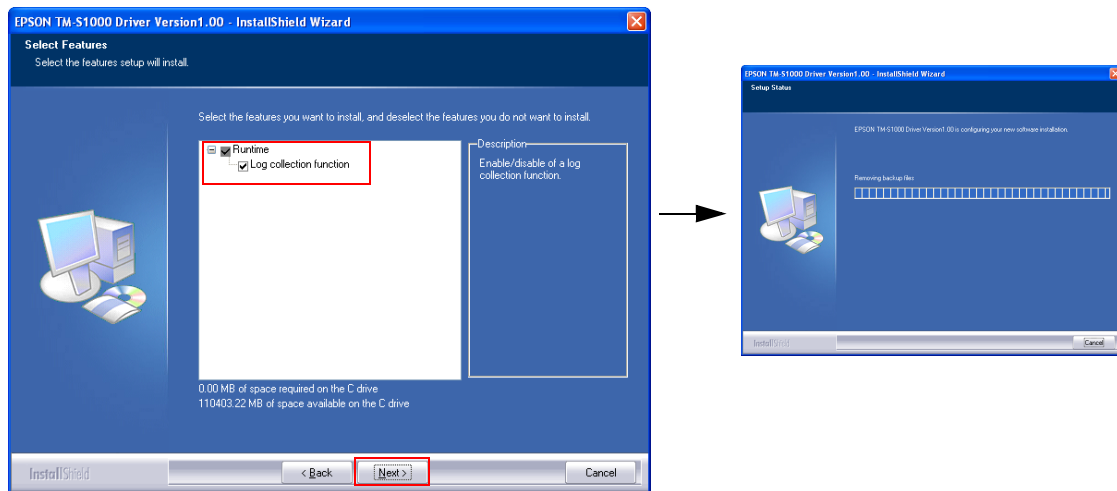 EPSON TM-S1000 Driver Version1.00 - InstallShield Wizard
Select Features
Select the features setup will install.
Select the features you want to install, and deselect the features you do not want to install.
Runtime
Log collection function
Description
Enable/disable of a log
collection function.
0.00 MB of space required on the C drive
110403.22 MB of space available on the C drive
InstallShield
< Back
Next >
Cancel
EPSON TM-S1000 Driver Version1.00 - InstallShield Wizard
Setup Status
EPSON TM-S1000 Driver Version1.00 is configuring your new software installation.
Removing backup files
InstallShield
Cancel